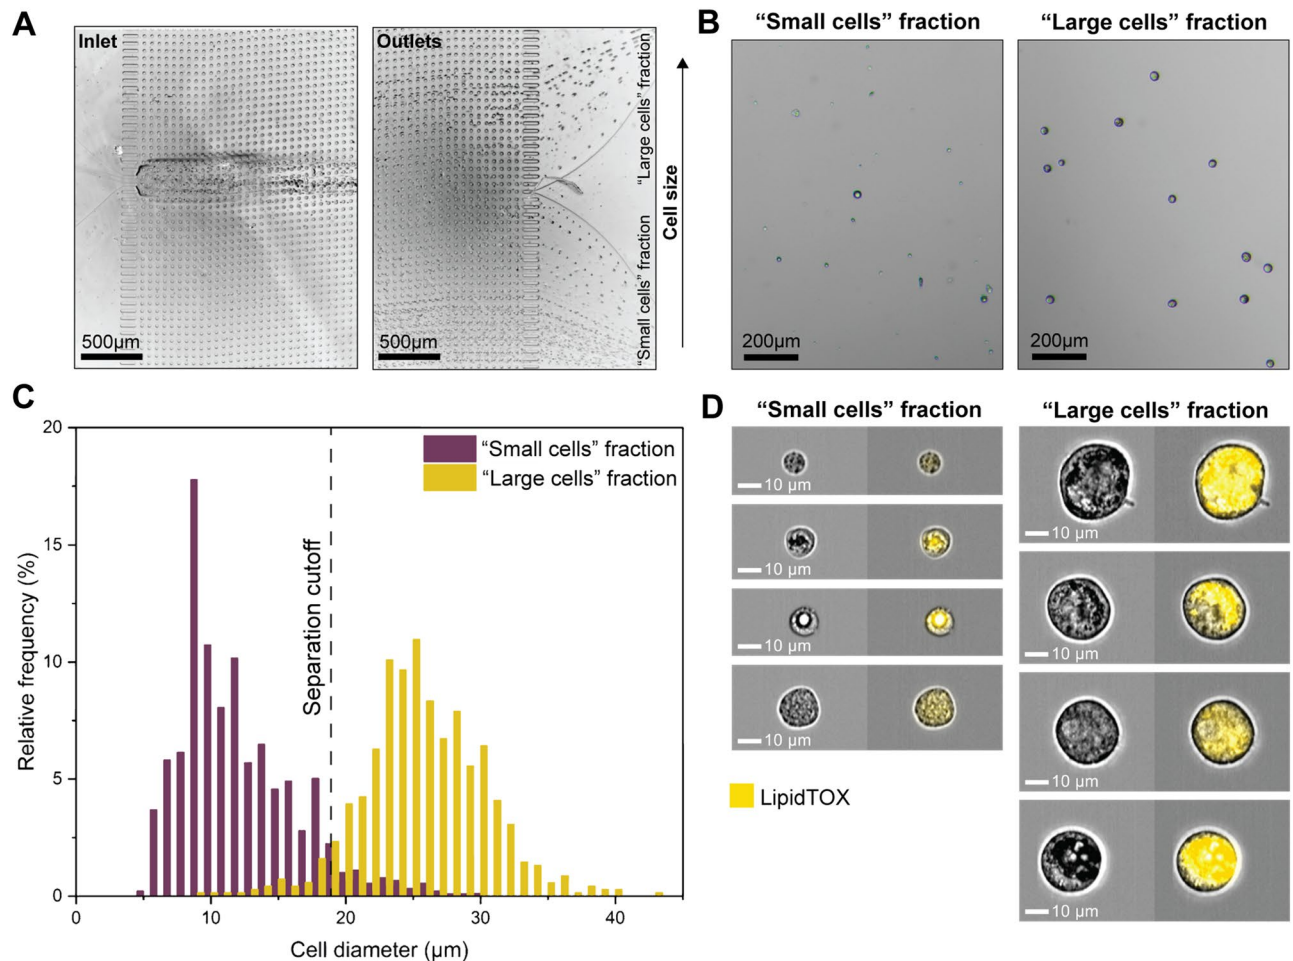 A
Inlet
500µm
Outlets
500µm
"Large cells" fraction
"Small cells" fraction
Cell size
B
"Small cells" fraction
200µm
"Large cells" fraction
200µm
C
20
15
10
5
0
Relative frequency (%)
"Small cells" fraction
"Large cells" fraction
Separation cutoff
0
10
20
30
40
Cell diameter (µm)
D
"Small cells" fraction
10 µm
10 µm
10 µm
10 µm
LipidTOX
"Large cells" fraction
10 µm
10 µm
10 µm
10 µm